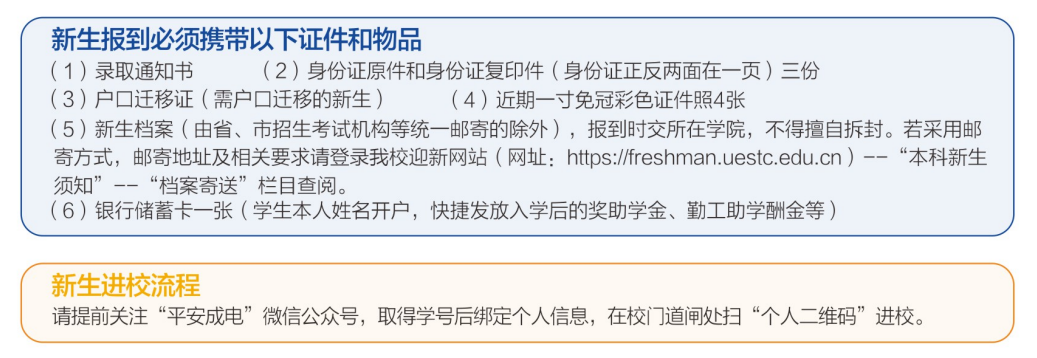 新生报到必须携带以下证件和物品
（1）录取通知书 （2）身份证原件和身份证复印件（身份证正反两面在一页）三份
（3）户口迁移证（需户口迁移的新生） （4）近期一寸免冠彩色证件照4张
（5）新生档案（由省、市招生考试机构等统一邮寄的除外），报到时交所在学院，不得擅自拆封。若采用邮
寄方式，邮寄地址及相关要求请登录我校迎新网站（网址：https://freshman.uestc.edu.cn）--“本科新生
须知”--“档案寄送”栏目查阅。
（6）银行储蓄卡一张（学生本人姓名开户，快捷发放入学后的奖助学金、勤工助学酬金等）
新生进校流程
请提前关注“平安成电”微信公众号，取得学号后绑定个人信息，在校门道闸处扫“个人二维码”进校。